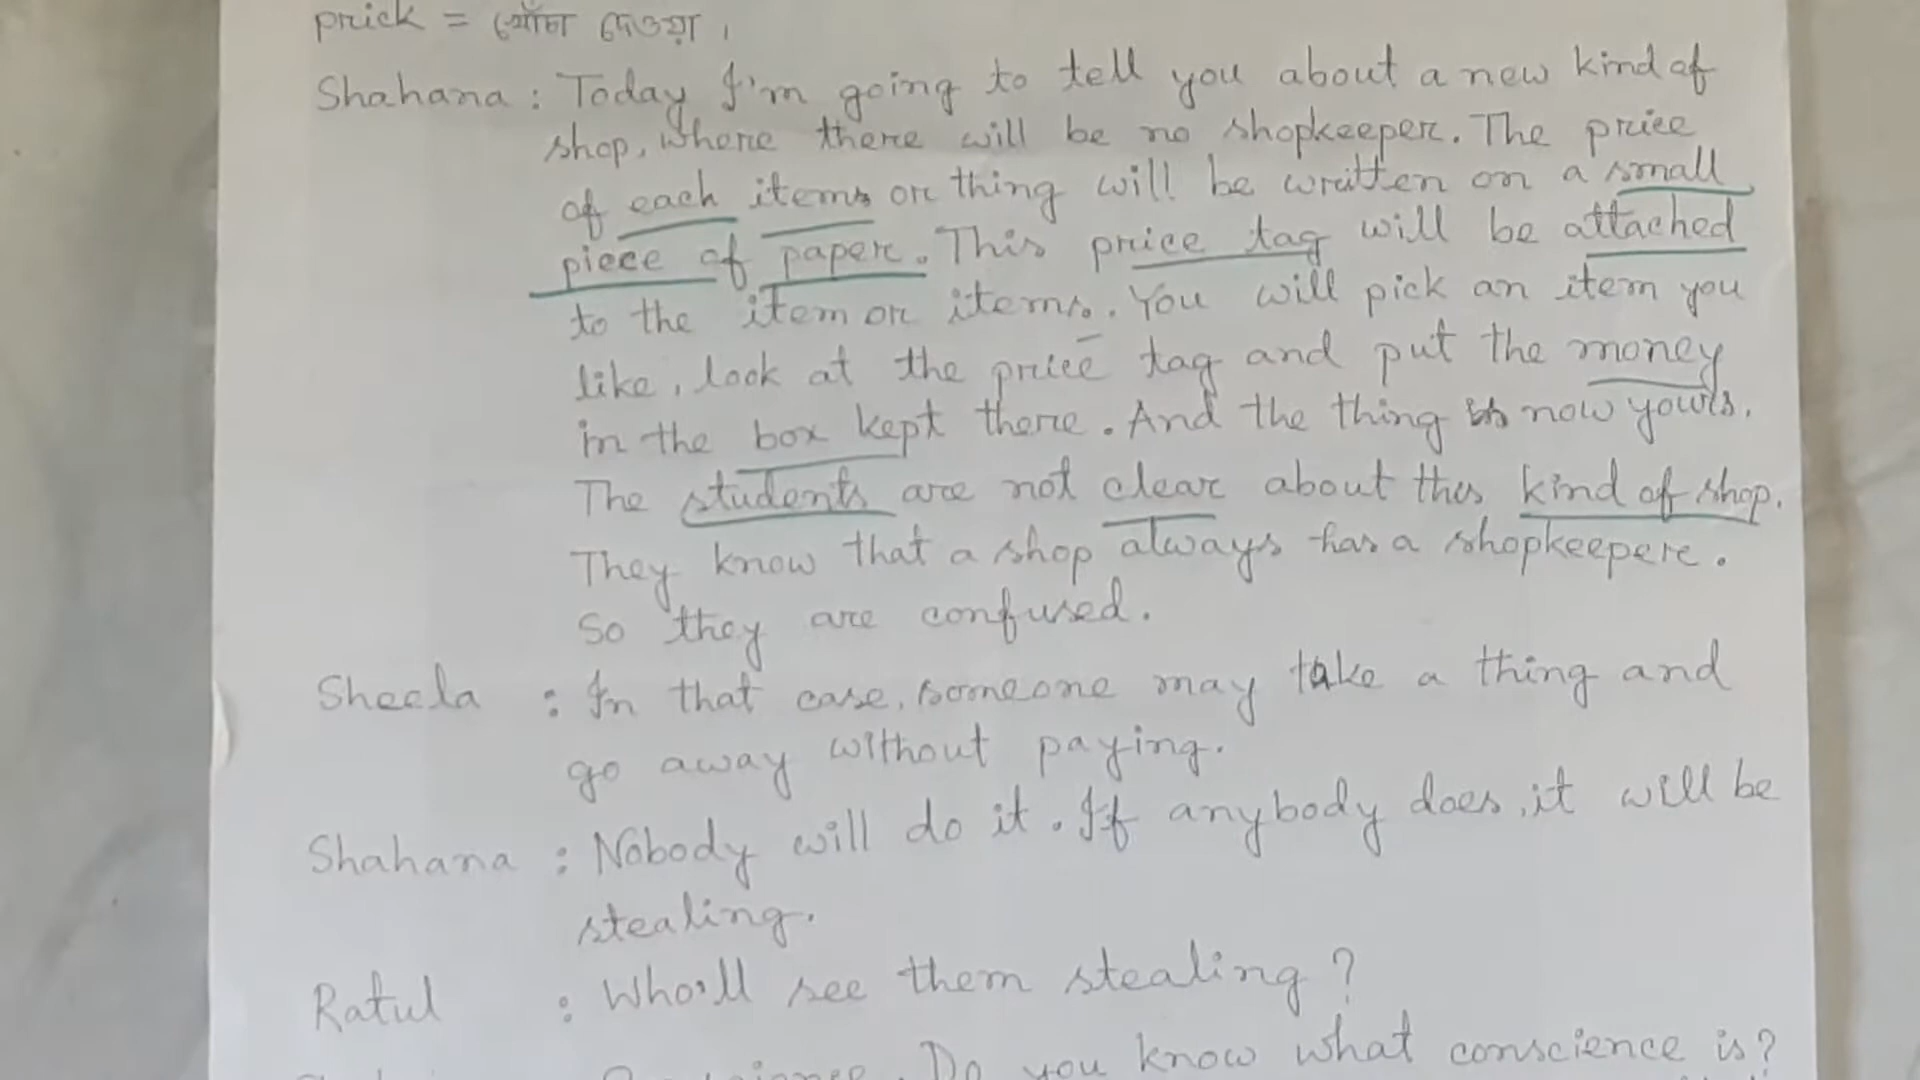 prick = খোঁচা দেওয়া।
Shahana : Today I'm going to tell you about a new kind of
shop, where there will be no shopkeeper. The price
of each items or thing will be written on a small
piece of paper. This price tag will be attached
to the item or items. You will pick an item you
like, look at the price tag and put the money
in the box kept there. And the thing is now yours.
The students are not clear about this kind of shop.
They know that a shop always has a shopkeeper.
So they are confused.
Sheela : In that case, someone may take a thing and
go away without paying.
Shahana : Nobody will do it. If anybody does, it will be
stealing.
Ratul : Who'll see them stealing?
Do you know what conscience is?